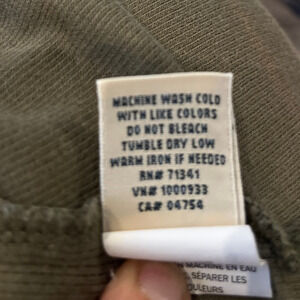 MACHINE WASH COLD
WITH LIKE COLORS
DO NOT BLEACH
TUMBLE DRY LOW
WARM IRON IF NEEDED
RN# 71341
VN# 1000933
CA# 04754
MACHINE EN EAU
SÉPARER LES
OULEURS